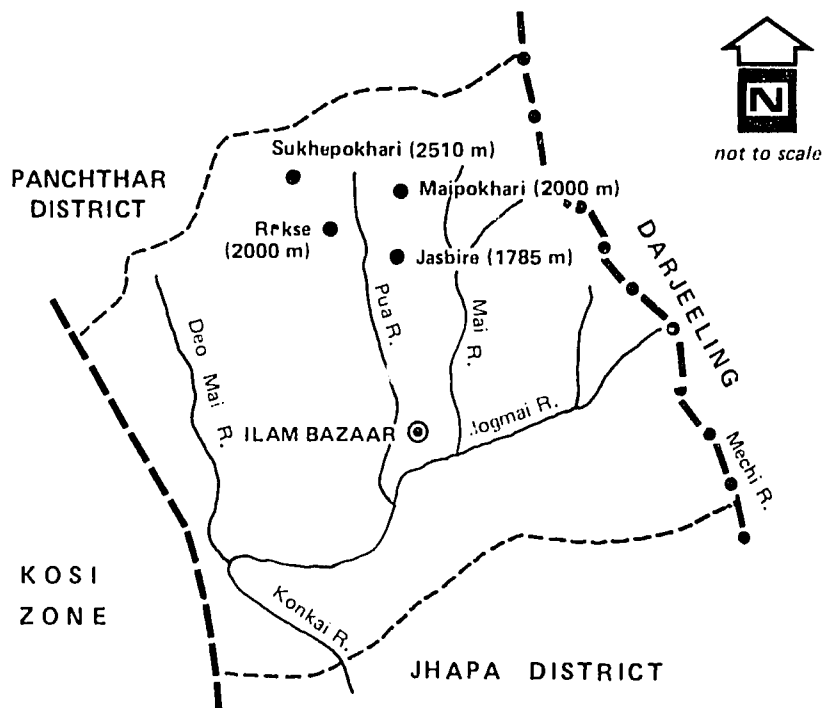 N
not to scale
Sukhepokhari (2510 m)
PANCHTHAR
DISTRICT
Maipokhari (2000 m)
(2000 m)
Jasbire (1785 m)
DARJEELING
Pua R.
Mai R.
Deo Mai R.
ILAM BAZAAR
Jogmai R.
Mechi R.
KOSI
ZONE
Konkai R.
JHAPA DISTRICT